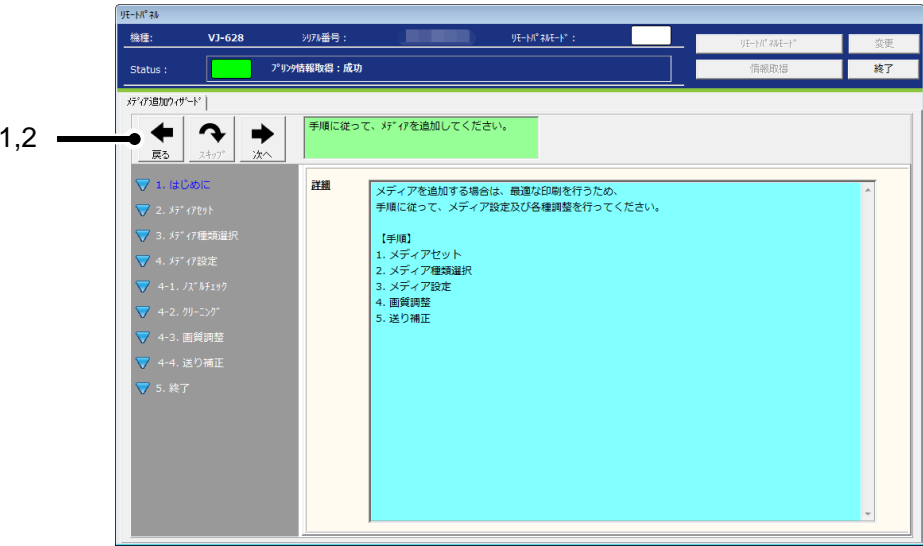 リモートパネル
機種:
VJ-628
シリアル番号:
リモートパネルモード:
リモートパネルモード
変更
Status :
プリンタ情報取得:成功
情報取得
終了
メディア追加ウィザード
1,2
戻る
スキップ
次へ
手順に従って、メディアを追加してください。
1. はじめに
2. メディアセット
3. メディア種類選択
4. メディア設定
4-1. ノズルチェック
4-2. クリーニング
4-3. 画質調整
4-4. 送り補正
5. 終了
詳細
メディアを追加する場合は、最適な印刷を行うため、
手順に従って、メディア設定及び各種調整を行ってください。
【手順】
1. メディアセット
2. メディア種類選択
3. メディア設定
4. 画質調整
5. 送り補正